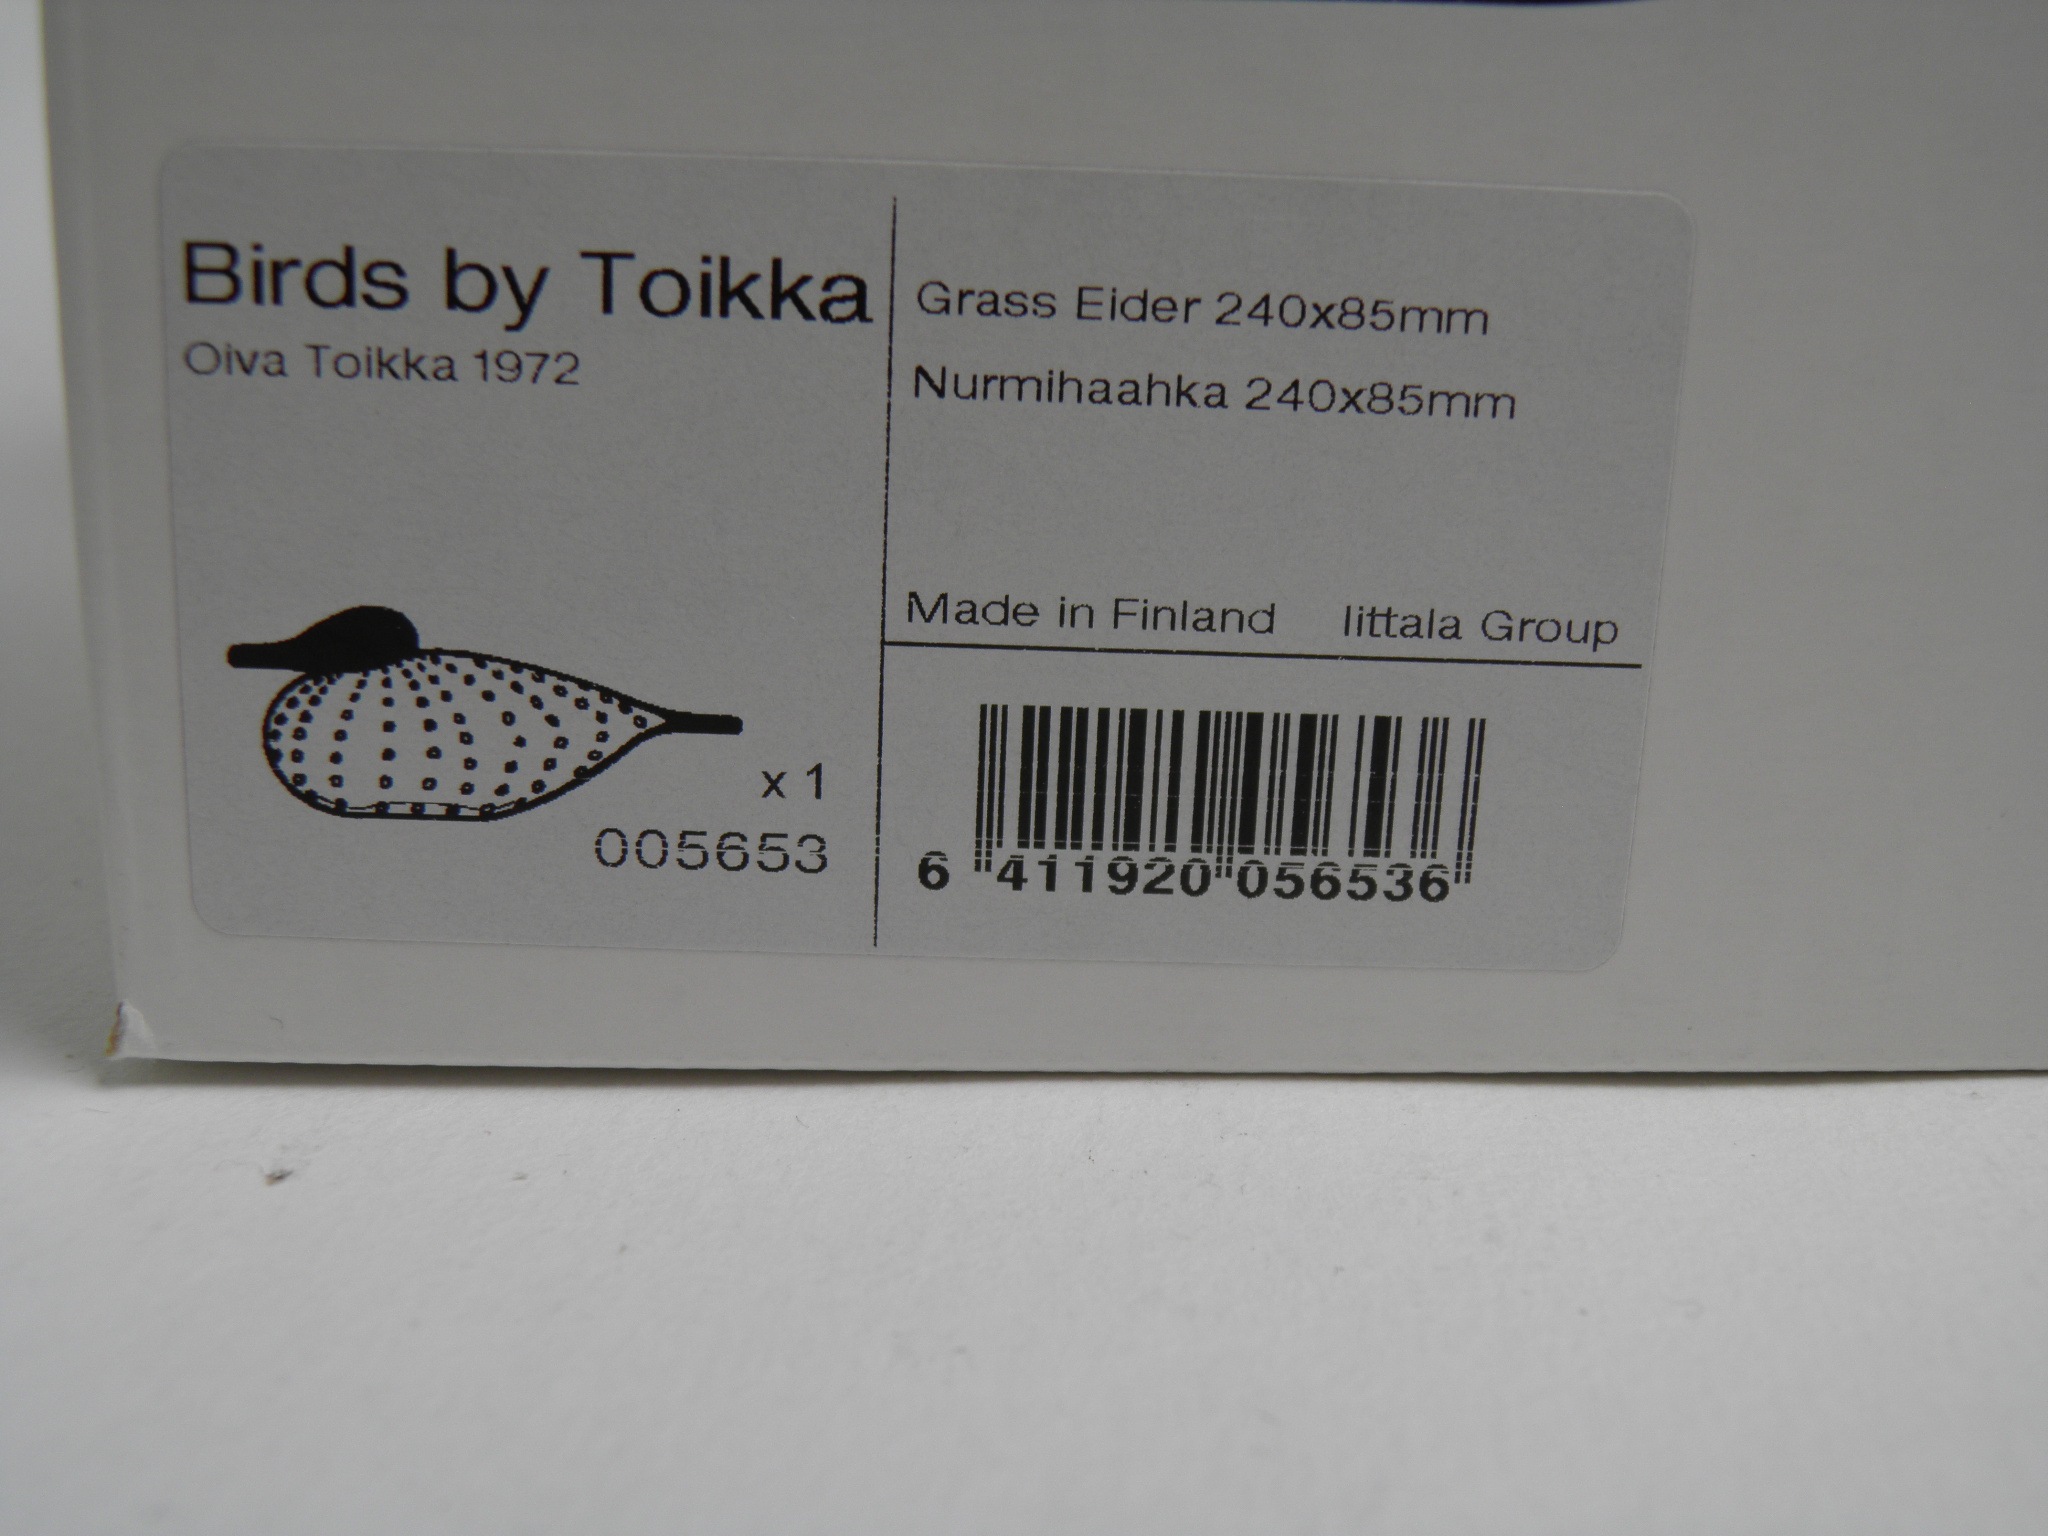 Birds by Toikka
Oiva Toikka 1972
x 1
005653
Grass Eider 240x85mm
Nurmihaahka 240x85mm
Made in Finland Iittala Group
6 411920 056536